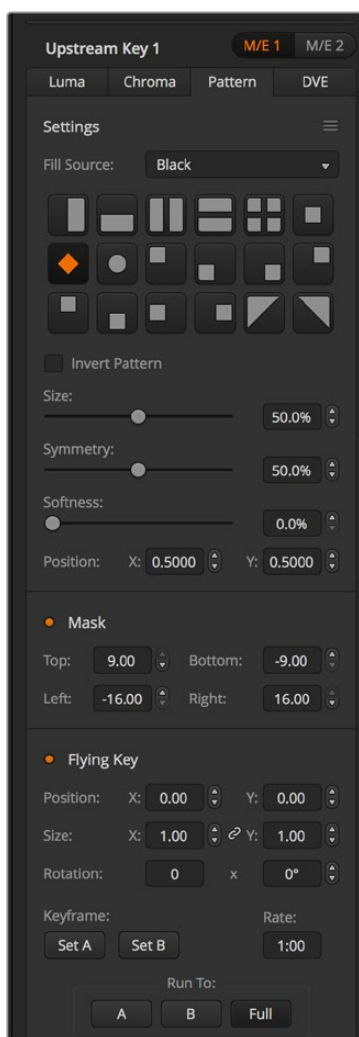 Upstream Key 1 M/E 1 M/E 2
Luma Chroma Pattern DVE
Settings
Fill Source: Black
Invert Pattern
Size:
50.0%
Symmetry:
50.0%
Softness:
0.0%
Position: X: 0.5000 Y: 0.5000
Mask
Top: 9.00 Bottom: -9.00
Left: -16.00 Right: 16.00
Flying Key
Position: X: 0.00 Y: 0.00
Size: X: 1.00 Y: 1.00
Rotation: 0 x 0°
Keyframe: Rate:
Set A Set B 1:00
Run To:
A B Full